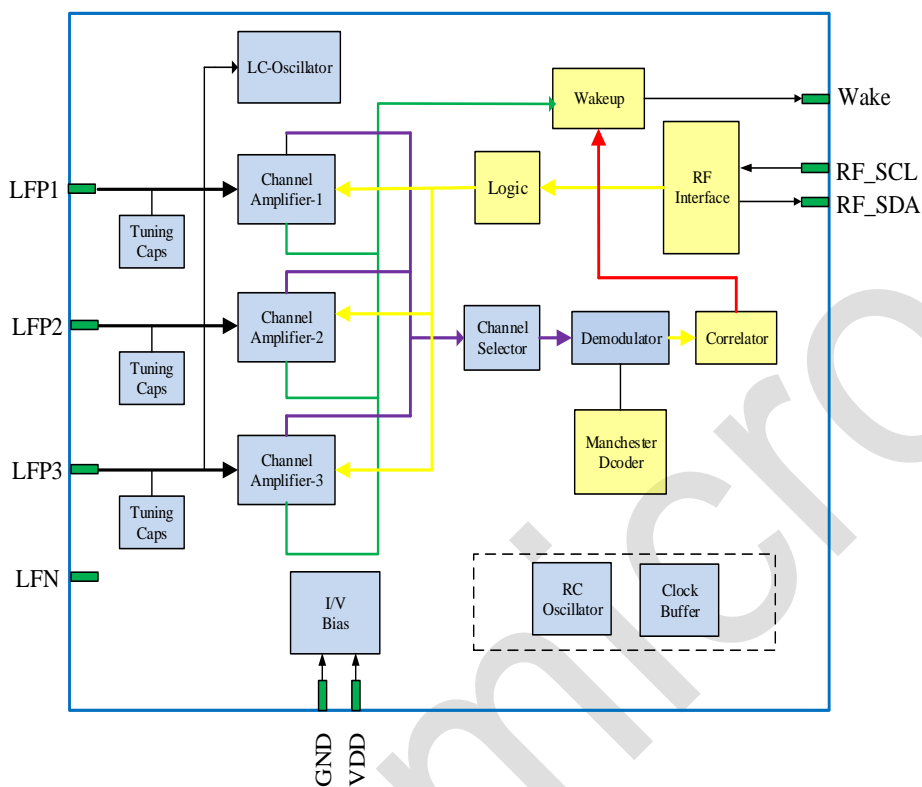 LC-Oscillator
Wakeup
Wake
LFP1
Channel
Amplifier-1
Logic
RF
Interface
RF_SCL
RF_SDA
Tuning
Caps
LFP2
Channel
Amplifier-2
Channel
Selector
Demodulator
Correlator
Tuning
Caps
LFP3
Channel
Amplifier-3
Manchester
Dcoder
Tuning
Caps
LFN
I/V
Bias
RC
Oscillator
Clock
Buffer
GND
VDD
micro